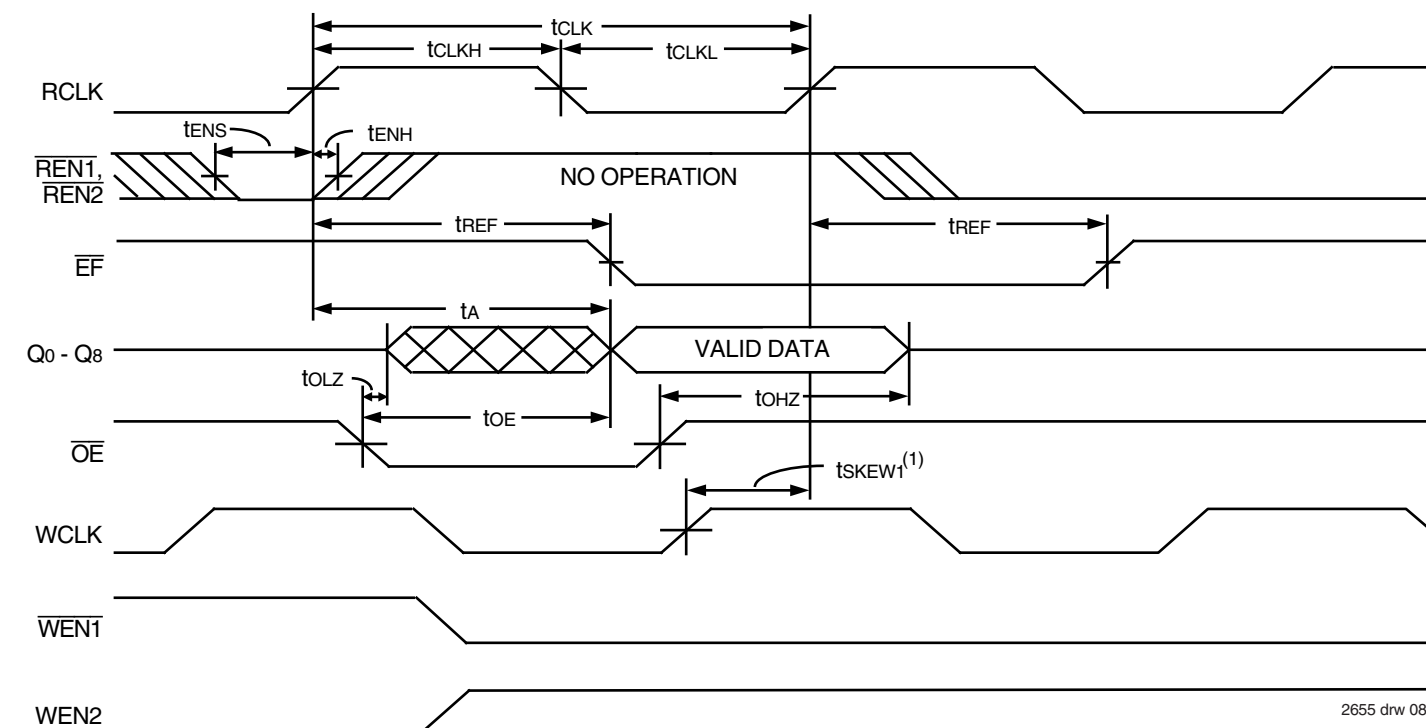 tCLK
tCLKH
tCLKL
RCLK
tENS
tENH
REN1,
REN2
NO OPERATION
tREF
tREF
EF
tA
Q0 - Q8
VALID DATA
tOLZ
tOE
tOHZ
OE
tSKEW1(1)
WCLK
WEN1
WEN2
2655 drw 08